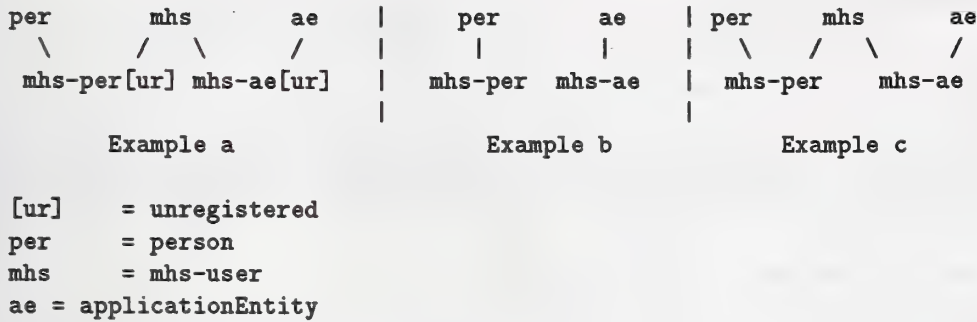 per mhs ae | per ae | per mhs ae
\ / \ / | | | | \ / \ /
mhs-per[ur] mhs-ae[ur] | mhs-per mhs-ae | mhs-per mhs-ae
| |
Example a Example b Example c
[ur] = unregistered
per = person
mhs = mhs-user
ae = applicationEntity